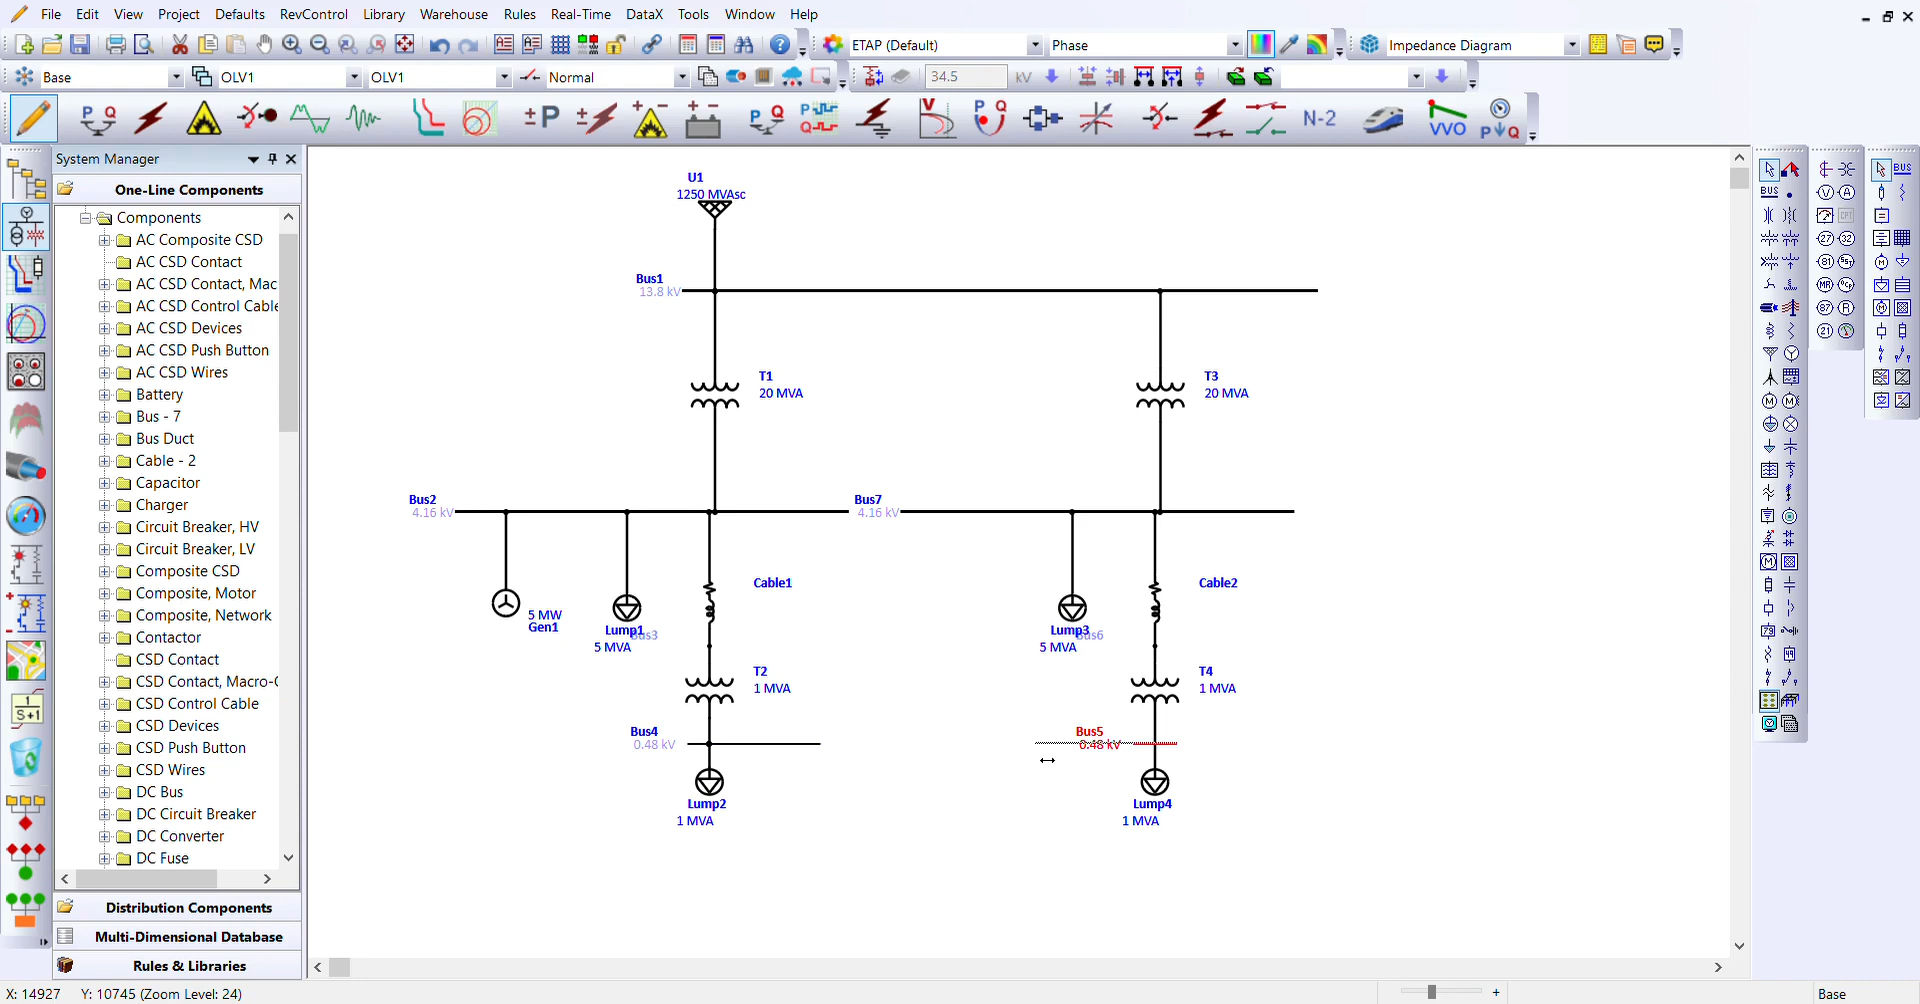 File Edit View Project Defaults RevControl Library Warehouse Rules Real-Time DataX Tools Window Help
ETAP (Default) Phase Impedance Diagram
Base OLV1 OLV1 Normal 34.5 kV
P Q ± P ± P Q P Q V P Q N-2 VVO P Q
System Manager
One-Line Components
Components
AC Composite CSD
AC CSD Contact
AC CSD Contact, Mac
AC CSD Control Cable
AC CSD Devices
AC CSD Push Button
AC CSD Wires
Battery
Bus - 7
Bus Duct
Cable - 2
Capacitor
Charger
Circuit Breaker, HV
Circuit Breaker, LV
Composite CSD
Composite, Motor
Composite, Network
Contactor
CSD Contact
CSD Contact, Macro-C
CSD Control Cable
CSD Devices
CSD Push Button
CSD Wires
DC Bus
DC Circuit Breaker
DC Converter
DC Fuse
Distribution Components
Multi-Dimensional Database
Rules & Libraries
1
S+1
U1
1250 MVAsc
Bus1
13.8 kV
T1
20 MVA
T3
20 MVA
Bus2
4.16 kV
Bus7
4.16 kV
Cable1
Cable2
5 MW
Gen1
Lump1
Bus3
5 MVA
Lump3
Bus6
5 MVA
T2
1 MVA
T4
1 MVA
Bus4
0.48 kV
Bus5
0.48 kV
Lump2
1 MVA
Lump4
1 MVA
BUS
BUS
X: 14927 Y: 10745 (Zoom Level: 24)
Base